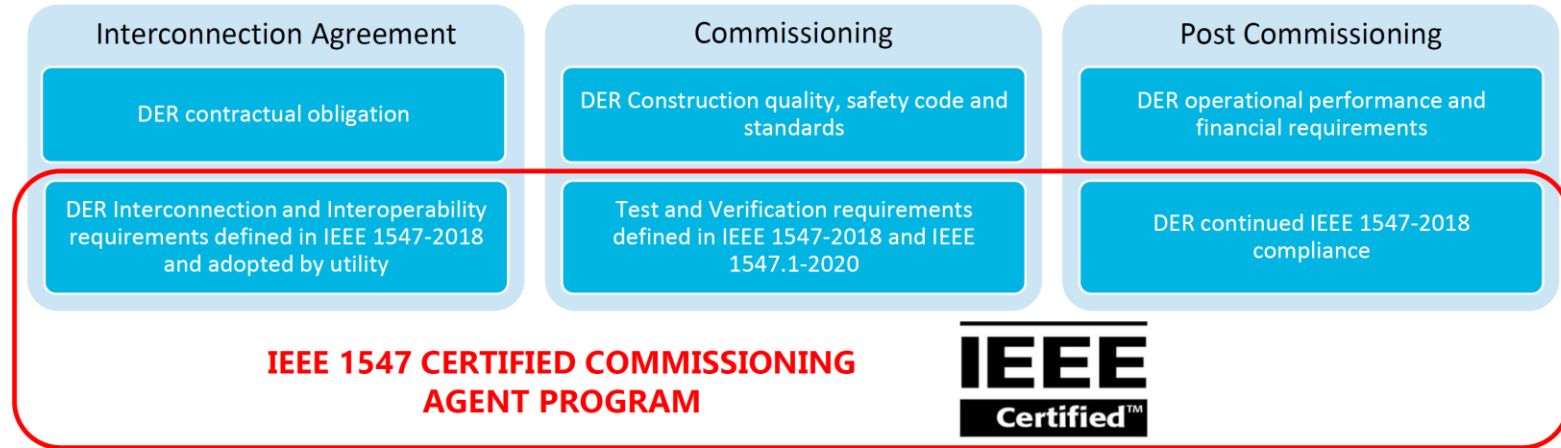 Interconnection Agreement
DER contractual obligation
DER Interconnection and Interoperability
requirements defined in IEEE 1547-2018
and adopted by utility
Commissioning
DER Construction quality, safety code and
standards
Test and Verification requirements
defined in IEEE 1547-2018 and IEEE
1547.1-2020
Post Commissioning
DER operational performance and
financial requirements
DER continued IEEE 1547-2018
compliance
IEEE 1547 CERTIFIED COMMISSIONING
AGENT PROGRAM
IEEE
Certified™